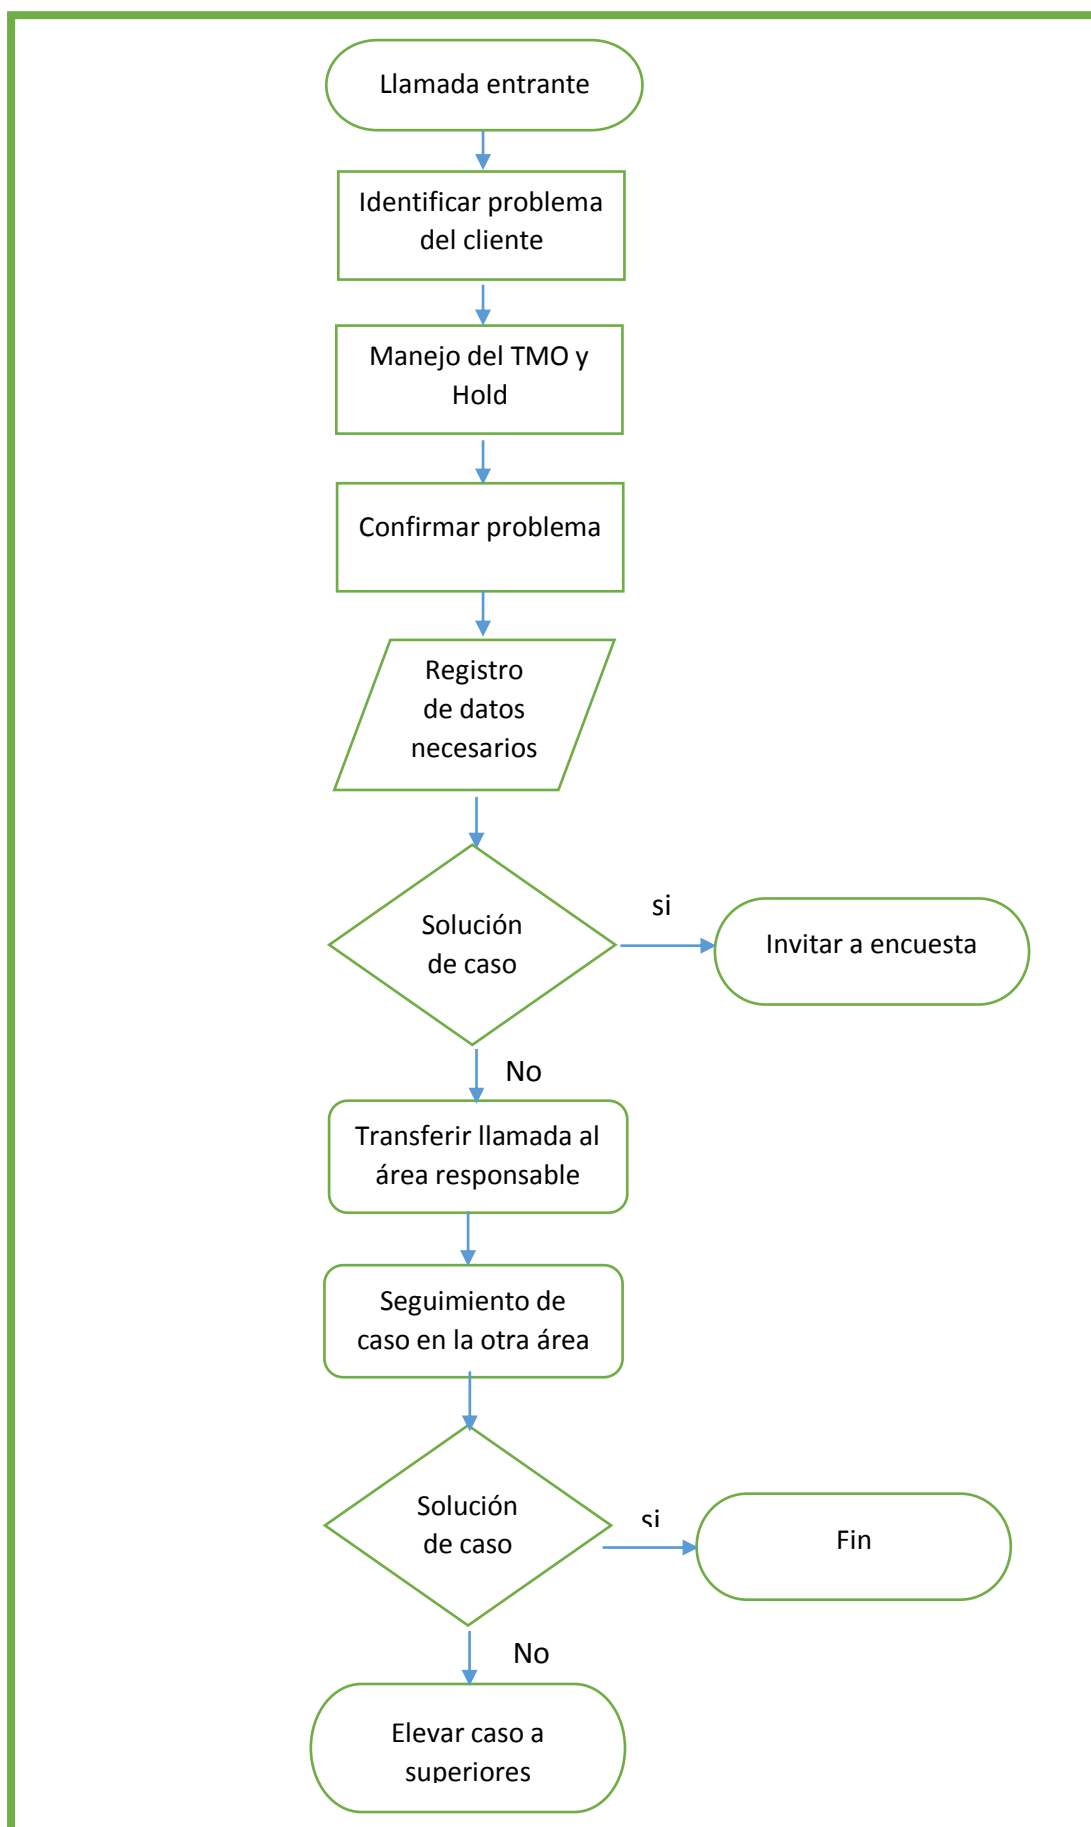 Llamada entrante
Identificar problema
del cliente
Manejo del TMO y
Hold
Confirmar problema
Registro
de datos
necesarios
Solución
de caso
si
Invitar a encuesta
No
Transferir llamada al
área responsable
Seguimiento de
caso en la otra área
Solución
de caso
si
Fin
No
Elevar caso a
superiores